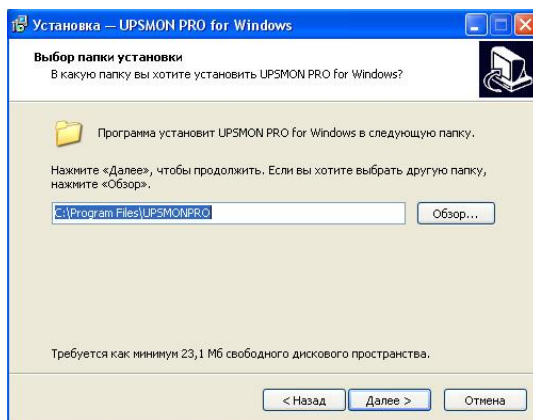 Установка — UPSMON PRO for Windows
Выбор папки установки
В какую папку вы хотите установить UPSMON PRO for Windows?
Программа установит UPSMON PRO for Windows в следующую папку.
Нажмите «Далее», чтобы продолжить. Если вы хотите выбрать другую папку,
нажмите «Обзор».
C:\Program Files\UPSMONPRO
Обзор...
Требуется как минимум 23,1 Мб свободного дискового пространства.
< Назад
Далее >
Отмена